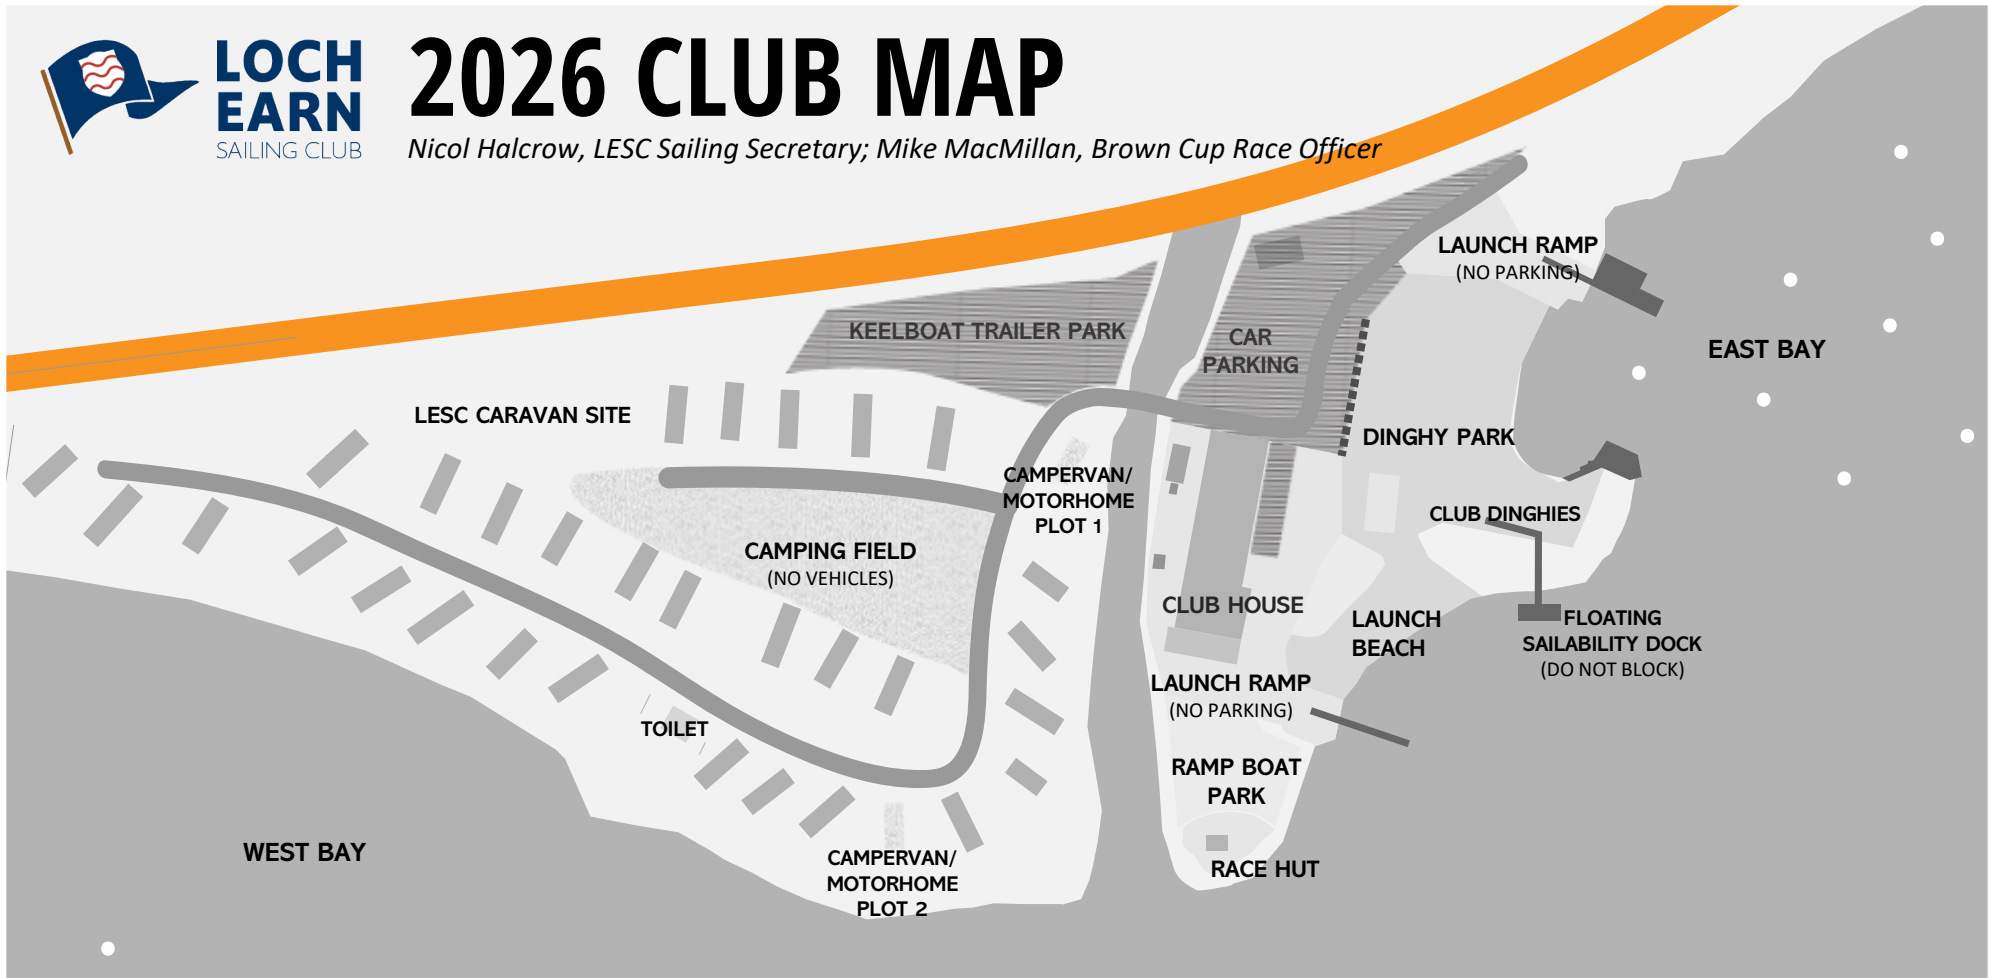 LOCH
EARN
SAILING CLUB
2026 CLUB MAP
Nicol Halcrow, LESC Sailing Secretary; Mike MacMillan, Brown Cup Race Officer
LAUNCH RAMP
(NO PARKING)
KEELBOAT TRAILER PARK
CAR
PARKING
EAST BAY
LESC CARAVAN SITE
DINGHY PARK
CAMPERVAN/
MOTORHOME
PLOT 1
CLUB DINGHIES
CAMPING FIELD
(NO VEHICLES)
CLUB HOUSE
LAUNCH
BEACH
FLOATING
SAILABILITY DOCK
(DO NOT BLOCK)
LAUNCH RAMP
(NO PARKING)
TOILET
RAMP BOAT
PARK
WEST BAY
CAMPERVAN/
MOTORHOME
PLOT 2
RACE HUT